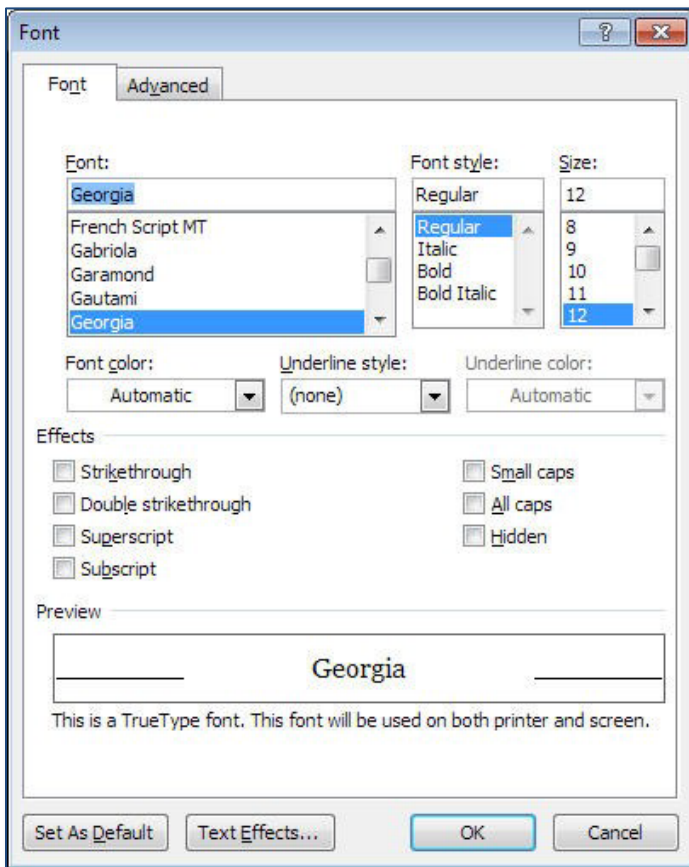 Font
Font Advanced
Font: Font style: Size:
Georgia Regular 12
French Script MT Regular 8
Gabriola Italic 9
Garamond Bold 10
Gautami Bold Italic 11
Georgia 12
Font color: Underline style: Underline color:
Automatic (none) Automatic
Effects
Strikethrough Small caps
Double strikethrough All caps
Superscript Hidden
Subscript
Preview
Georgia
This is a TrueType font. This font will be used on both printer and screen.
Set As Default Text Effects... OK Cancel